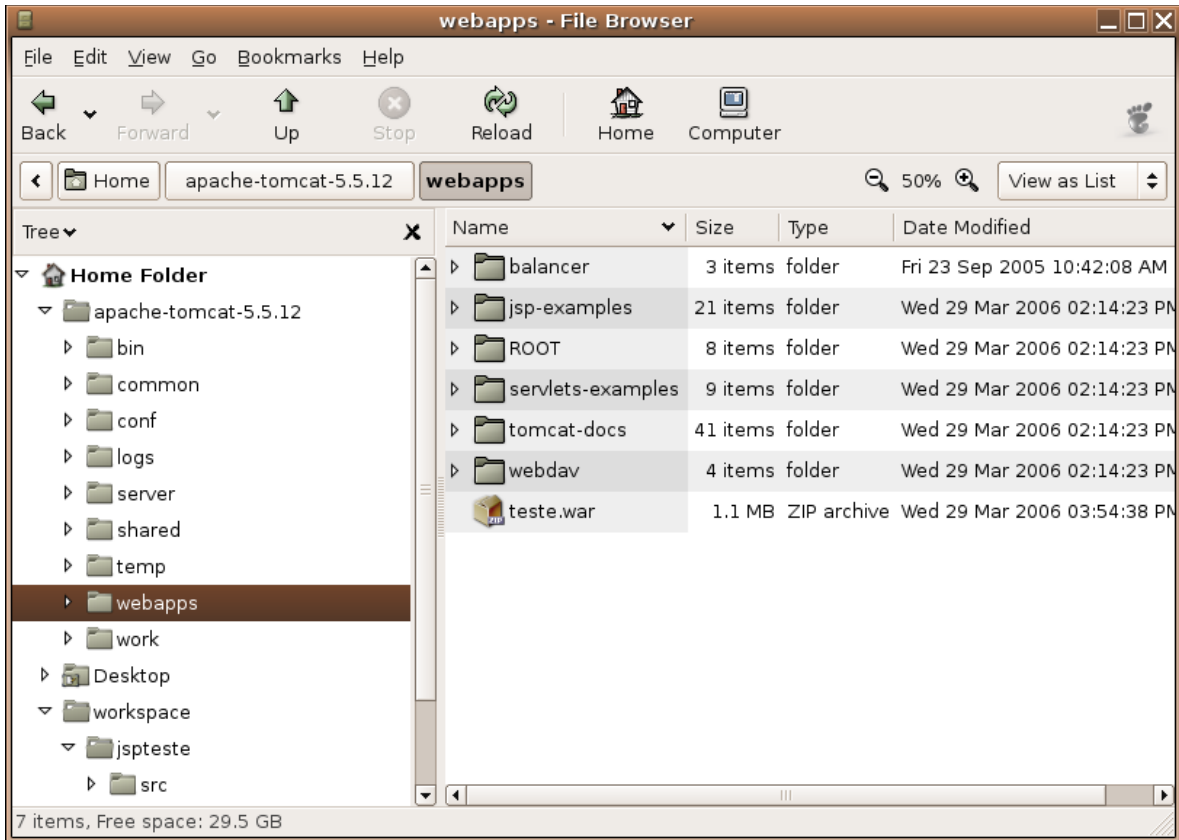 webapps - File Browser
File Edit View Go Bookmarks Help
Back Forward Up Stop Reload Home Computer
Home apache-tomcat-5.5.12 webapps 50% View as List
Tree Name Size Type Date Modified
Home Folder
apache-tomcat-5.5.12
bin
common
conf
logs
server
shared
temp
webapps
work
Desktop
workspace
jspteste
src
balancer 3 items folder Fri 23 Sep 2005 10:42:08 AM
jsp-examples 21 items folder Wed 29 Mar 2006 02:14:23 PM
ROOT 8 items folder Wed 29 Mar 2006 02:14:23 PM
servlets-examples 9 items folder Wed 29 Mar 2006 02:14:23 PM
tomcat-docs 41 items folder Wed 29 Mar 2006 02:14:23 PM
webdav 4 items folder Wed 29 Mar 2006 02:14:23 PM
teste.war 1.1 MB ZIP archive Wed 29 Mar 2006 03:54:38 PM
7 items, Free space: 29.5 GB